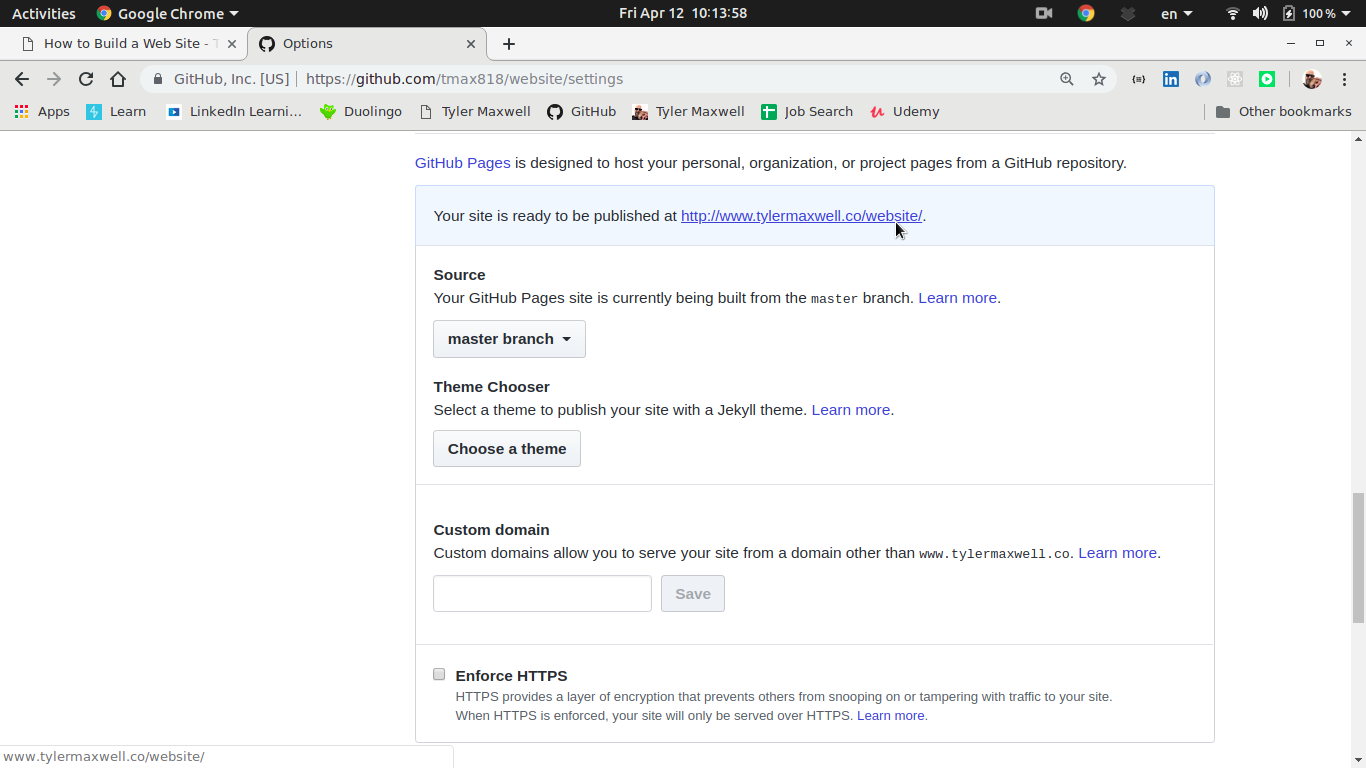 Activities Google Chrome Fri Apr 12 10:13:58 en 100 %
How to Build a Web Site - T Options
GitHub, Inc. [US] https://github.com/tmax818/website/settings
Apps Learn LinkedIn Learni… Duolingo Tyler Maxwell GitHub Tyler Maxwell Job Search Udemy Other bookmarks
GitHub Pages is designed to host your personal, organization, or project pages from a GitHub repository.
Your site is ready to be published at http://www.tylermaxwell.co/website/.
Source
Your GitHub Pages site is currently being built from the master branch. Learn more.
master branch
Theme Chooser
Select a theme to publish your site with a Jekyll theme. Learn more.
Choose a theme
Custom domain
Custom domains allow you to serve your site from a domain other than www.tylermaxwell.co. Learn more.
Save
Enforce HTTPS
HTTPS provides a layer of encryption that prevents others from snooping on or tampering with traffic to your site.
When HTTPS is enforced, your site will only be served over HTTPS. Learn more.
www.tylermaxwell.co/website/